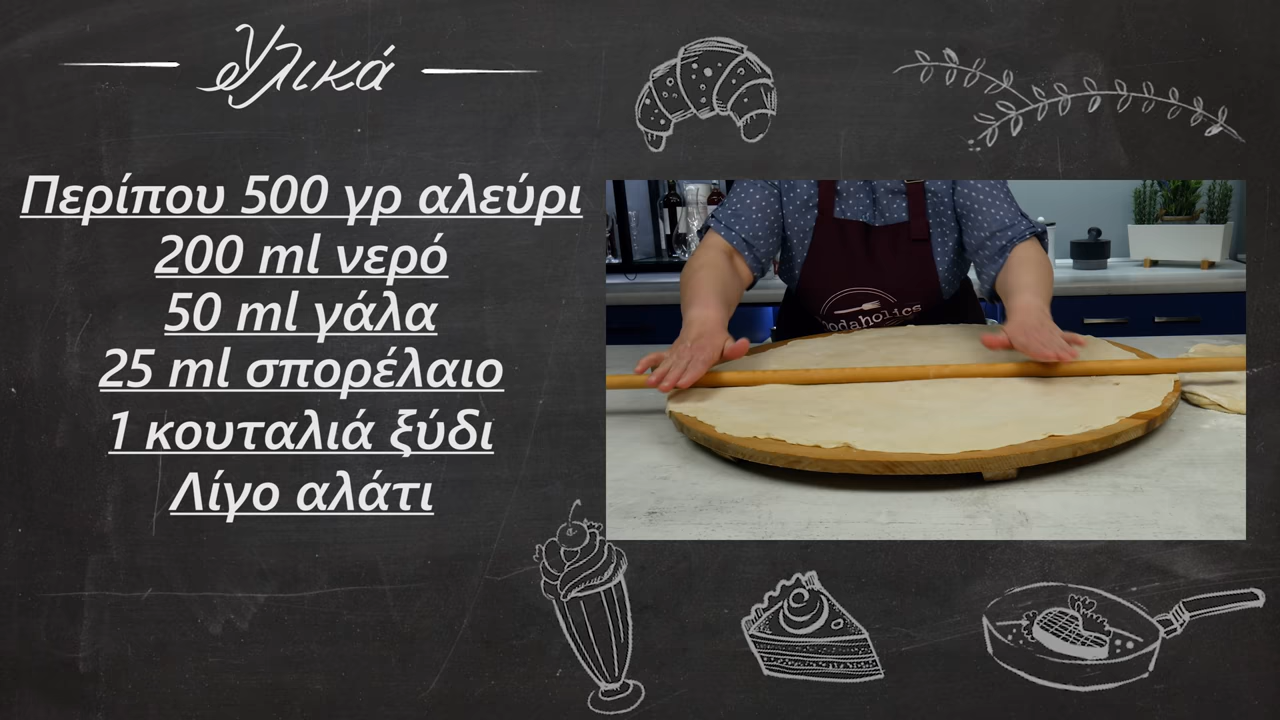 Υλικά
Περίπου 500 γρ αλεύρι
200 ml νερό
50 ml γάλα
25 ml σπορέλαιο
1 κουταλιά ξύδι
Λίγο αλάτι
odaholics